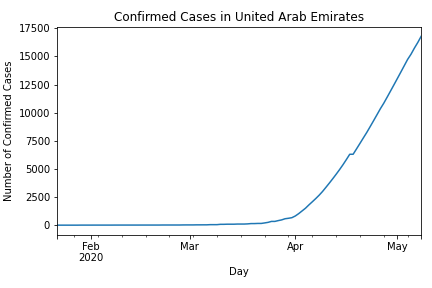 Confirmed Cases in United Arab Emirates
17500
15000
12500
10000
7500
5000
2500
0
Number of Confirmed Cases
Feb
2020
Mar
Apr
May
Day